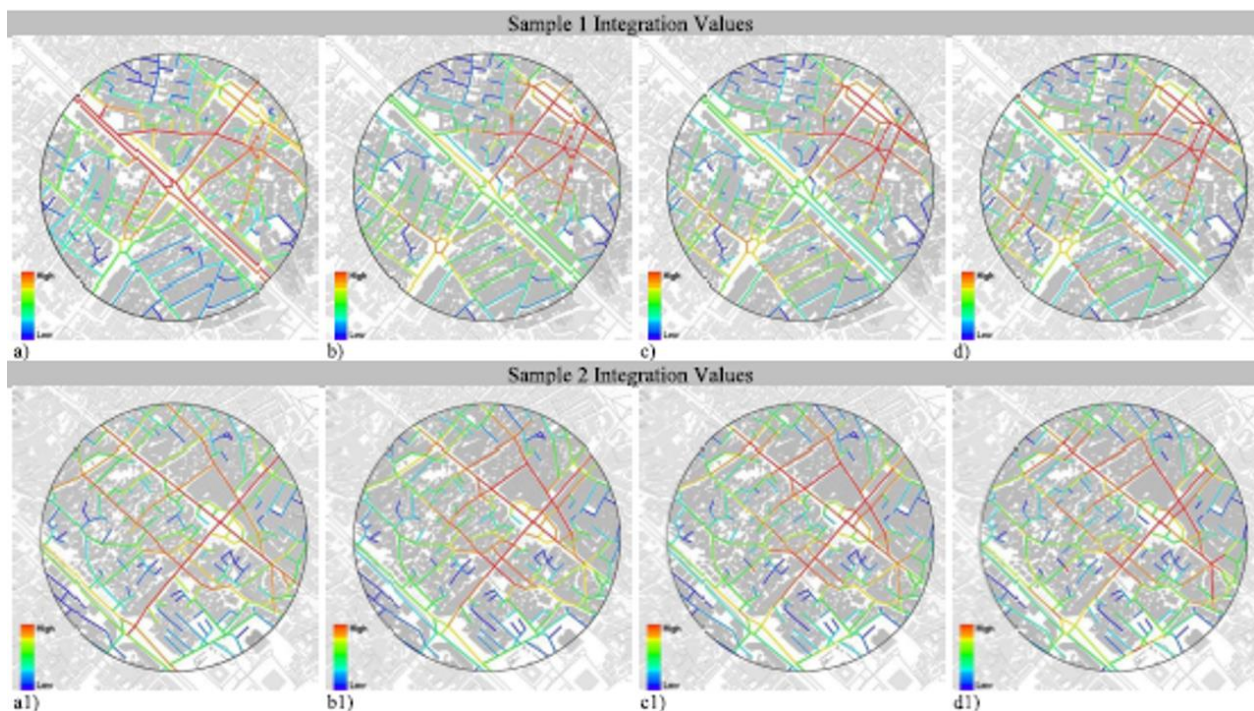 Sample 1 Integration Values
High
Low
a)
High
Low
b)
High
Low
c)
High
Low
d)
Sample 2 Integration Values
High
Low
a1)
High
Low
b1)
High
Low
c1)
High
Low
d1)